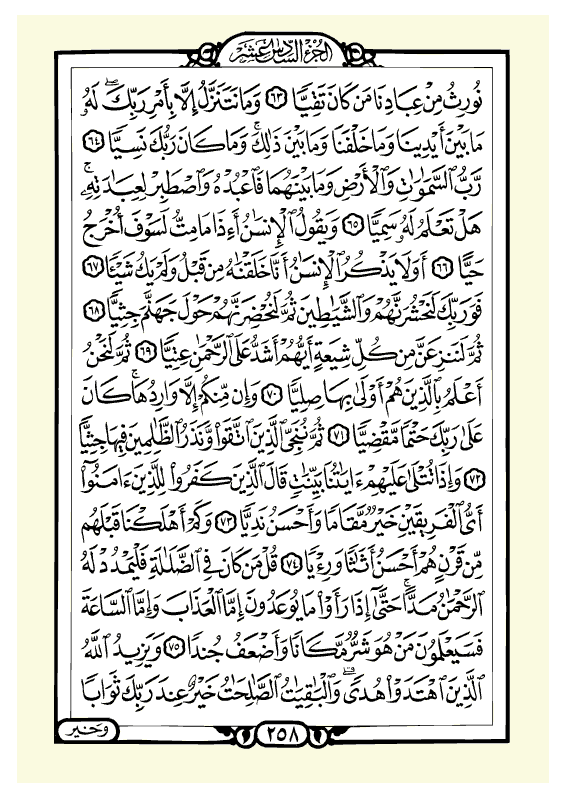 الجزء السادس عشر
نُورِثُ مِنْ عِبَادِنَا مَن كَانَ تَقِيًّا ٦٣ وَمَا نَتَنَزَّلُ إِلَّا بِأَمْرِ رَبِّكَ ۖ لَهُ
مَا بَيْنَ أَيْدِينَا وَمَا خَلْفَنَا وَمَا بَيْنَ ذَٰلِكَ ۚ وَمَا كَانَ رَبُّكَ نَسِيًّا ٦٤
رَّبُّ ٱلسَّمَٰوَٰتِ وَٱلْأَرْضِ وَمَا بَيْنَهُمَا فَٱعْبُدْهُ وَٱصْطَبِرْ لِعِبَٰدَتِهِۦ ۚ
هَلْ تَعْلَمُ لَهُۥ سَمِيًّا ٦٥ وَيَقُولُ ٱلْإِنسَٰنُ أَءِذَا مَا مِتُّ لَسَوْفَ أُخْرَجُ
حَيًّا ٦٦ أَوَلَا يَذْكُرُ ٱلْإِنسَٰنُ أَنَّا خَلَقْنَٰهُ مِن قَبْلُ وَلَمْ يَكُ شَيْـًٔا ٦٧
فَوَرَبِّكَ لَنَحْشُرَنَّهُمْ وَٱلشَّيَٰطِينَ ثُمَّ لَنُحْضِرَنَّهُمْ حَوْلَ جَهَنَّمَ جِثِيًّا ٦٨
ثُمَّ لَنَنزِعَنَّ مِن كُلِّ شِيعَةٍ أَيُّهُمْ أَشَدُّ عَلَى ٱلرَّحْمَٰنِ عِتِيًّا ٦٩ ثُمَّ لَنَحْنُ
أَعْلَمُ بِٱلَّذِينَ هُمْ أَوْلَىٰ بِهَا صِلِيًّا ٧٠ وَإِن مِّنكُمْ إِلَّا وَارِدُهَا ۚ كَانَ
عَلَىٰ رَبِّكَ حَتْمًا مَّقْضِيًّا ٧١ ثُمَّ نُنَجِّى ٱلَّذِينَ ٱتَّقَوا۟ وَّنَذَرُ ٱلظَّٰلِمِينَ فِيهَا جِثِيًّا
٧٢ وَإِذَا تُتْلَىٰ عَلَيْهِمْ ءَايَٰتُنَا بَيِّنَٰتٍ قَالَ ٱلَّذِينَ كَفَرُوا۟ لِلَّذِينَ ءَامَنُوٓا۟
أَىُّ ٱلْفَرِيقَيْنِ خَيْرٌ مَّقَامًا وَأَحْسَنُ نَدِيًّا ٧٣ وَكَمْ أَهْلَكْنَا قَبْلَهُم
مِّن قَرْنٍ هُمْ أَحْسَنُ أَثَٰثًا وَرِءْيًا ٧٤ قُلْ مَن كَانَ فِى ٱلضَّلَٰلَةِ فَلْيَمْدُدْ لَهُ
ٱلرَّحْمَٰنُ مَدًّا ۚ حَتَّىٰٓ إِذَا رَأَوْا۟ مَا يُوعَدُونَ إِمَّا ٱلْعَذَابَ وَإِمَّا ٱلسَّاعَةَ
فَسَيَعْلَمُونَ مَنْ هُوَ شَرٌّ مَّكَانًا وَأَضْعَفُ جُندًا ٧٥ وَيَزِيدُ ٱللَّهُ
ٱلَّذِينَ ٱهْتَدَوْا۟ هُدًى ۗ وَٱلْبَٰقِيَٰتُ ٱلصَّٰلِحَٰتُ خَيْرٌ عِندَ رَبِّكَ ثَوَابًا
٢٥٨
وخير